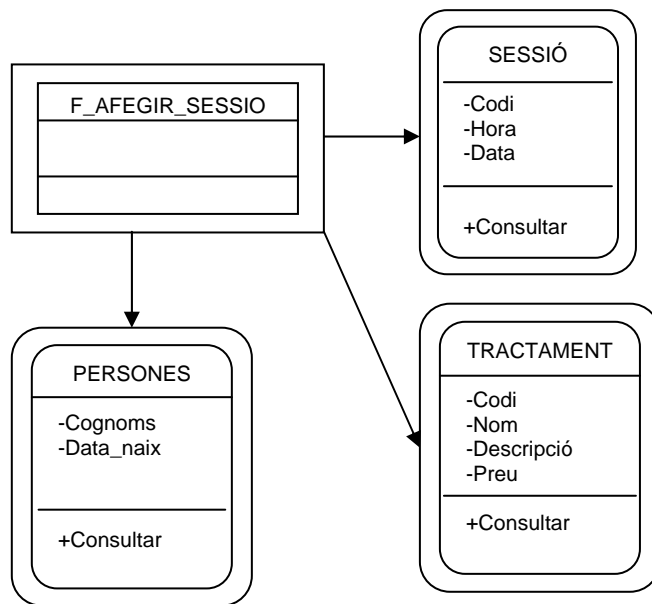 F_AFEGIR_SESSIO
SESSIÓ
-Codi
-Hora
-Data
+Consultar
PERSONES
-Cognoms
-Data_naix
+Consultar
TRACTAMENT
-Codi
-Nom
-Descripció
-Preu
+Consultar